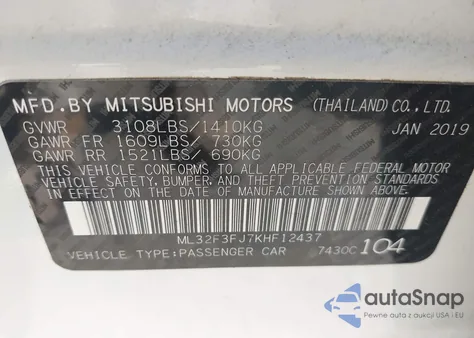 MFD.BY MITSUBISHI MOTORS (THAILAND)CO.,LTD.
GVWR 3108LBS/1410KG JAN 2019
GAWR FR 1609LBS/ 730KG
GAWR RR 1521LBS/ 690KG
THIS VEHICLE CONFORMS TO ALL APPLICABLE FEDERAL MOTOR
VEHICLE SAFETY, BUMPER, AND THEFT PREVENTION STANDARDS
IN EFFECT ON THE DATE OF MANUFACTURE SHOWN ABOVE.
ML32F3FJ7KHF12437
VEHICLE TYPE:PASSENGER CAR 7430C 104
autoSnap
Pewne auta z aukcji USA i EU